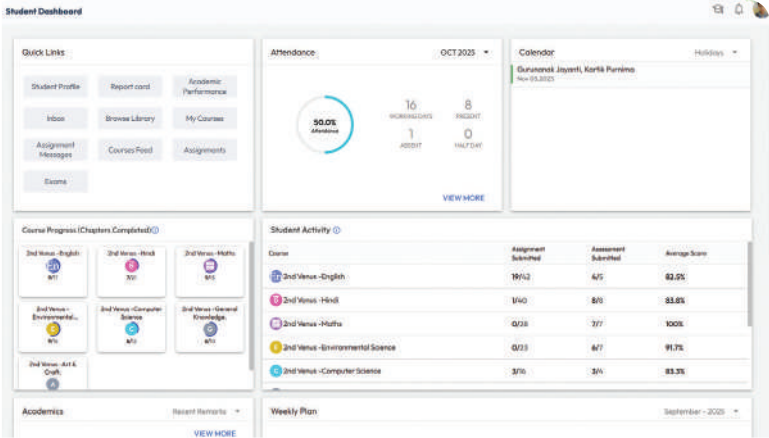 Student Dashboard
Quick Links
Student Profile
Report card
Academic
Performance
Inbox
Browse Library
My Courses
Assignment
Messages
Courses Feed
Assignments
Exams
Attendance
OCT 2025
50.0%
Attendance
16
WORKING DAYS
8
PRESENT
1
ABSENT
0
HALF DAY
VIEW MORE
Calendar
Holidays
Gurunanak Jayanti, Kartik Purnima
Nov 05,2025
Course Progress (Chapters Completed)
2nd Venus -English
2nd Venus -Hindi
2nd Venus -Maths
2nd Venus -
Environmental...
2nd Venus -Computer
Science
2nd Venus -General
Knowledge.
2nd Venus -Art &
Craft.
Student Activity
Course
Assignment
Submitted
Assessment
Submitted
Average Score
2nd Venus -English
19/42
4/5
82.5%
2nd Venus -Hindi
1/40
8/8
83.8%
2nd Venus -Maths
0/28
7/7
100%
2nd Venus -Environmental Science
0/23
6/7
91.7%
2nd Venus -Computer Science
3/16
3/4
83.3%
Academics
Recent Remarks
VIEW MORE
Weekly Plan
September - 2025